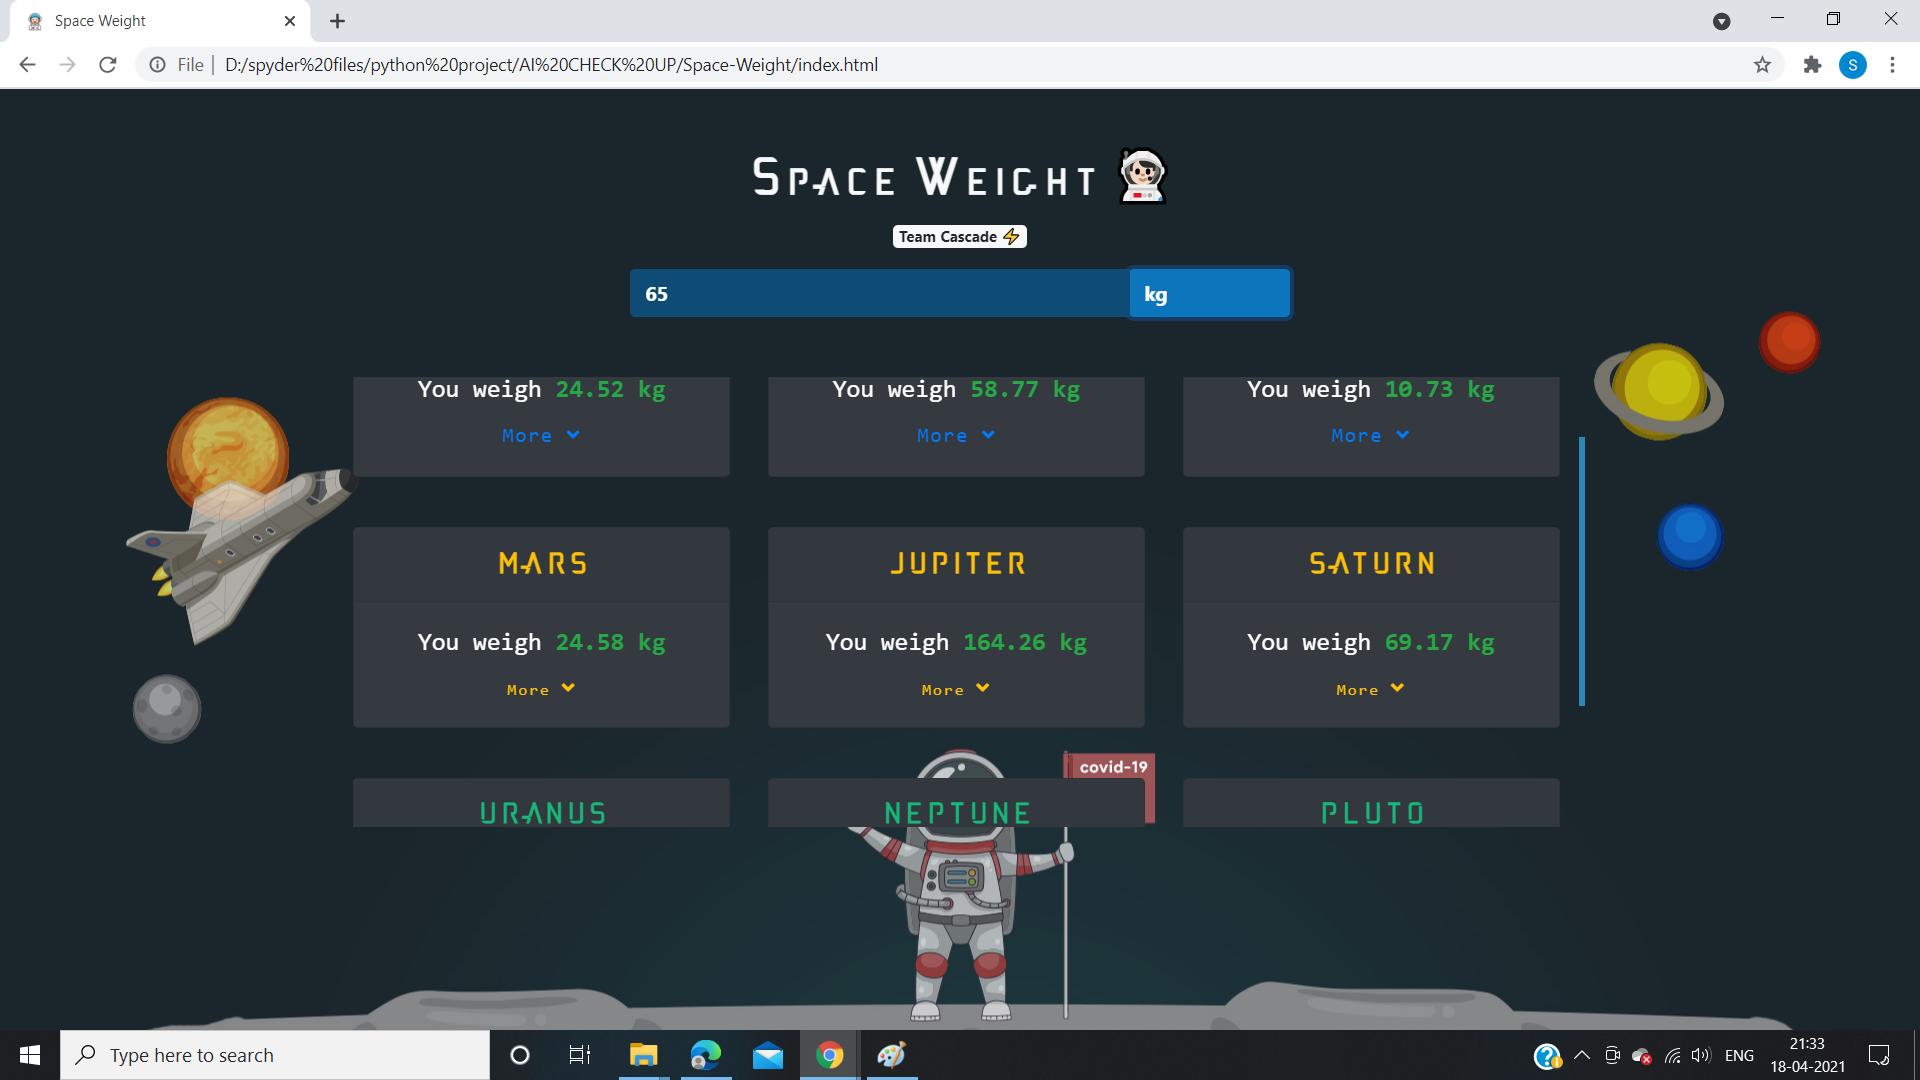 Space Weight
File
D:/spyder%20files/python%20project/AI%20CHECK%20UP/Space-Weight/index.html
S
SPACE WEIGHT
Team Cascade
65
kg
You weigh 24.52 kg
You weigh 58.77 kg
You weigh 10.73 kg
More
More
More
MARS
JUPITER
SATURN
You weigh 24.58 kg
You weigh 164.26 kg
You weigh 69.17 kg
More
More
More
covid-19
URANUS
NEPTUNE
PLUTO
Type here to search
ENG
21:33
18-04-2021